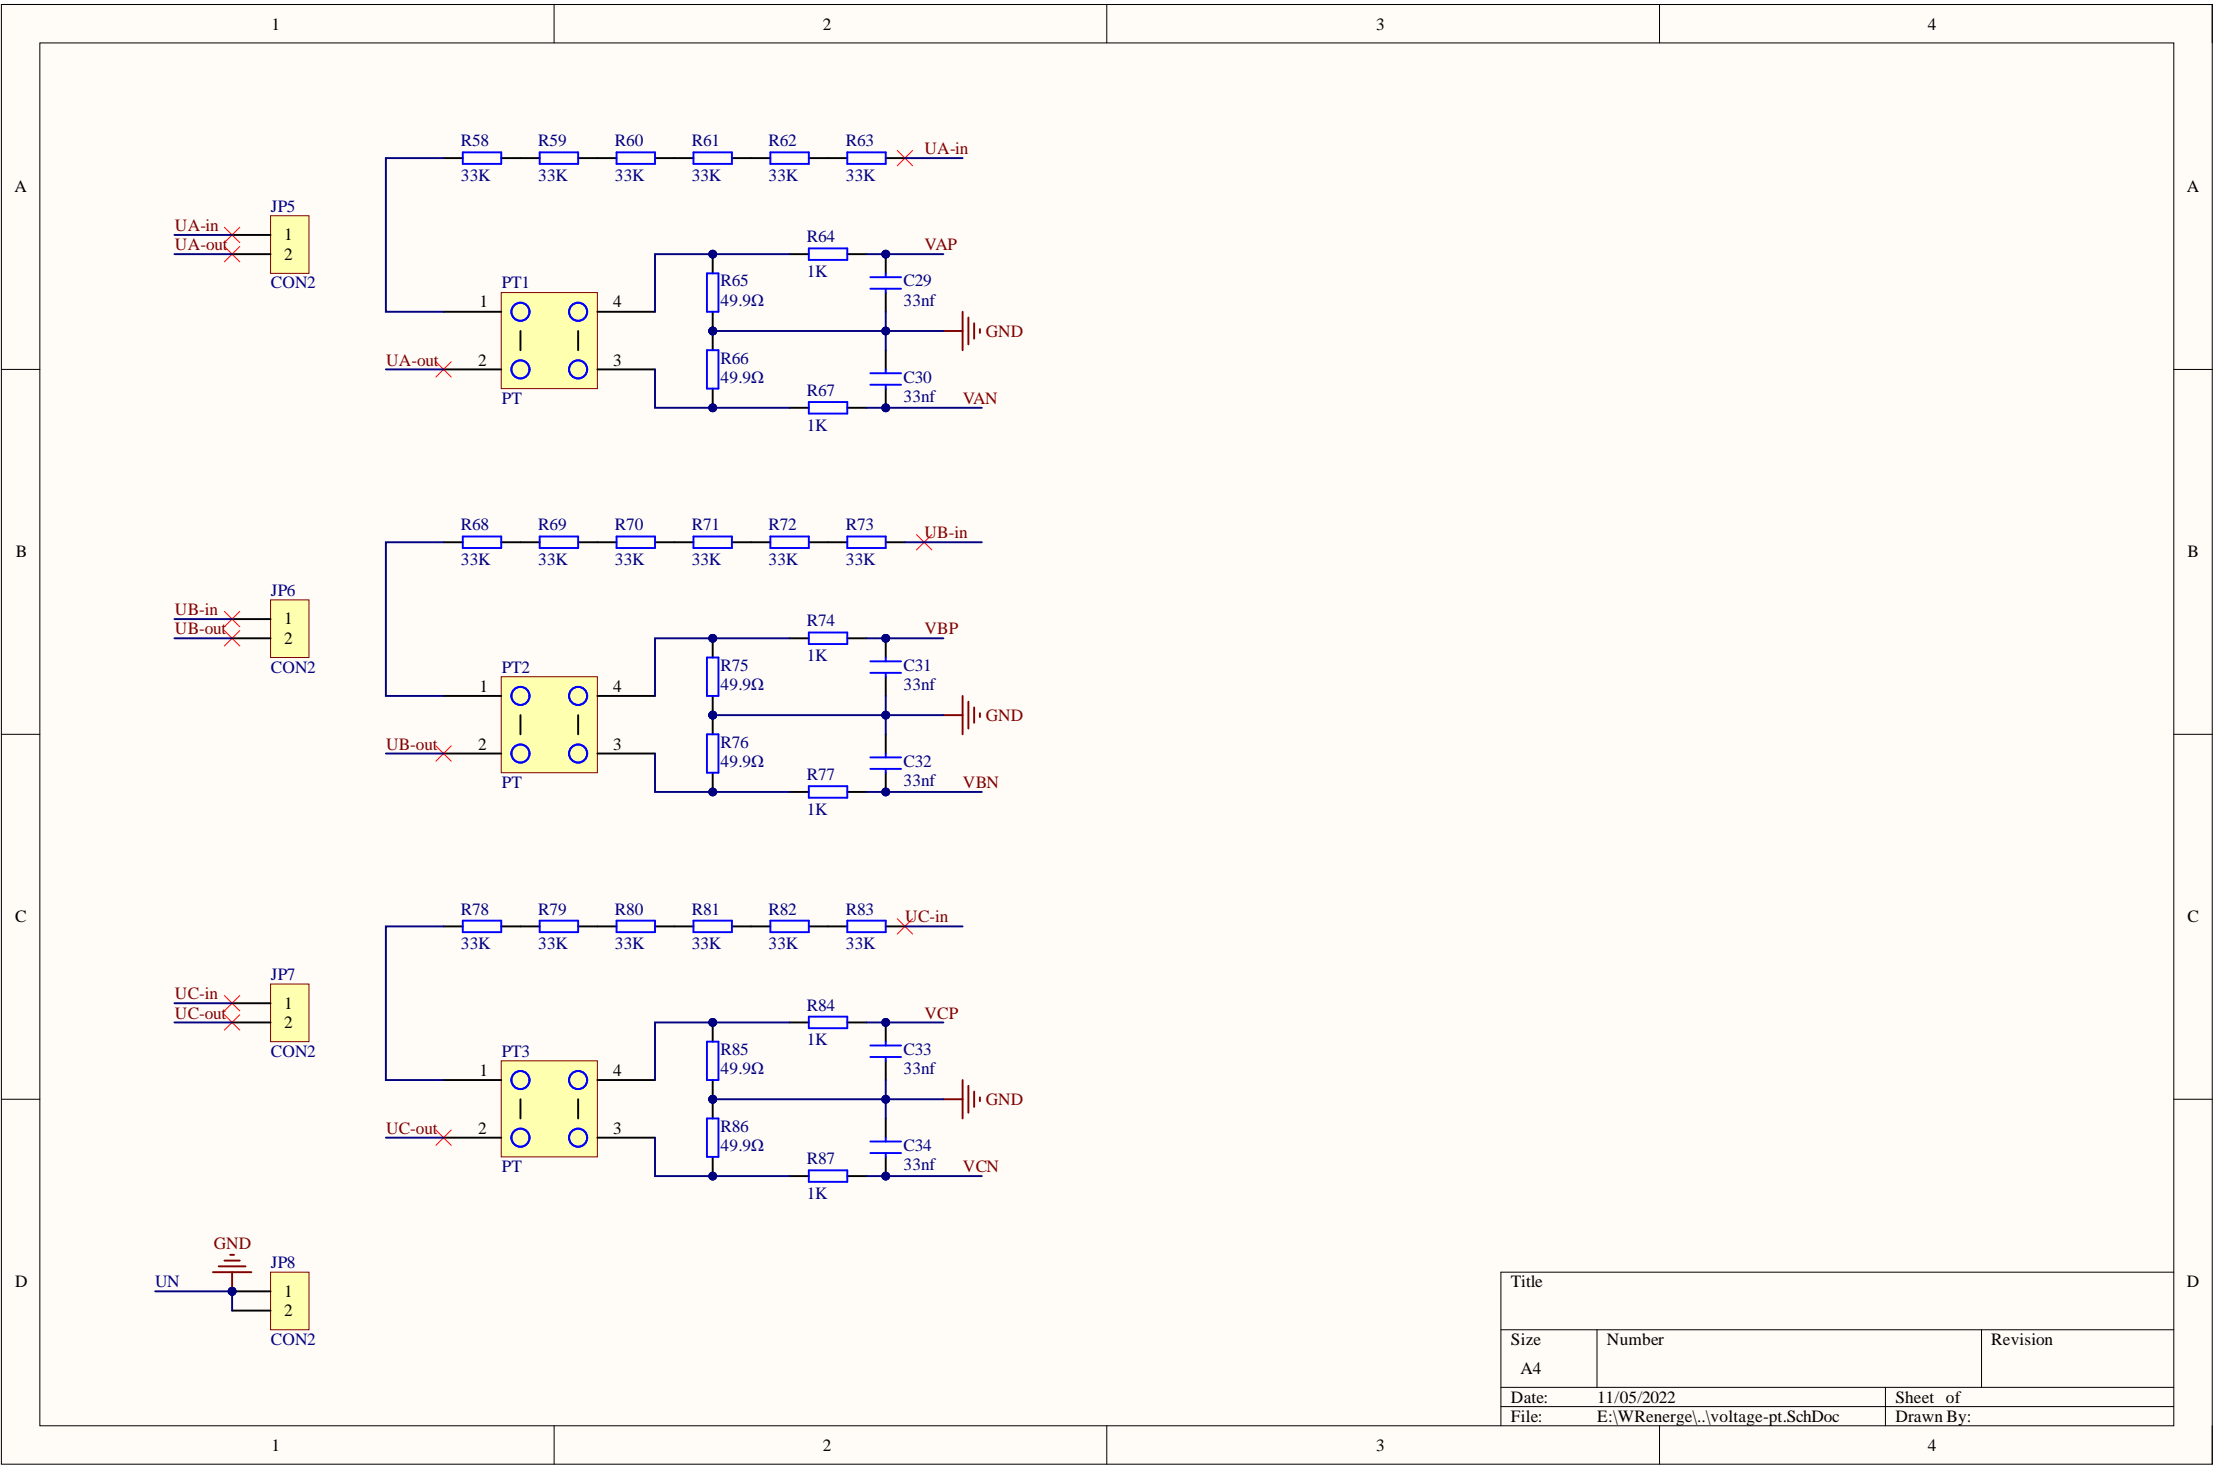 1 2 3 4
A A
R58 R59 R60 R61 R62 R63 UA-in
33K 33K 33K 33K 33K 33K
JP5
UA-in 1
UA-out 2
CON2
R64 VAP
1K
PT1 R65 C29
49.9Ω 33nf
1 4
GND
UA-out 2 3
R66 C30
49.9Ω 33nf
PT R67 VAN
1K
B B
R68 R69 R70 R71 R72 R73 UB-in
33K 33K 33K 33K 33K 33K
JP6
UB-in 1
UB-out 2
CON2
R74 VBP
1K
PT2 R75 C31
49.9Ω 33nf
1 4
GND
UB-out 2 3
R76 C32
49.9Ω 33nf
PT R77 VBN
1K
C C
R78 R79 R80 R81 R82 R83 UC-in
33K 33K 33K 33K 33K 33K
JP7
UC-in 1
UC-out 2
CON2
R84 VCP
1K
PT3 R85 C33
49.9Ω 33nf
1 4
GND
UC-out 2 3
R86 C34
49.9Ω 33nf
PT R87 VCN
1K
D D
GND
JP8
UN 1
2
CON2
Title
Size Number Revision
A4
Date: 11/05/2022 Sheet of
File: E:\WRenerge\..\voltage-pt.SchDoc Drawn By:
1 2 3 4